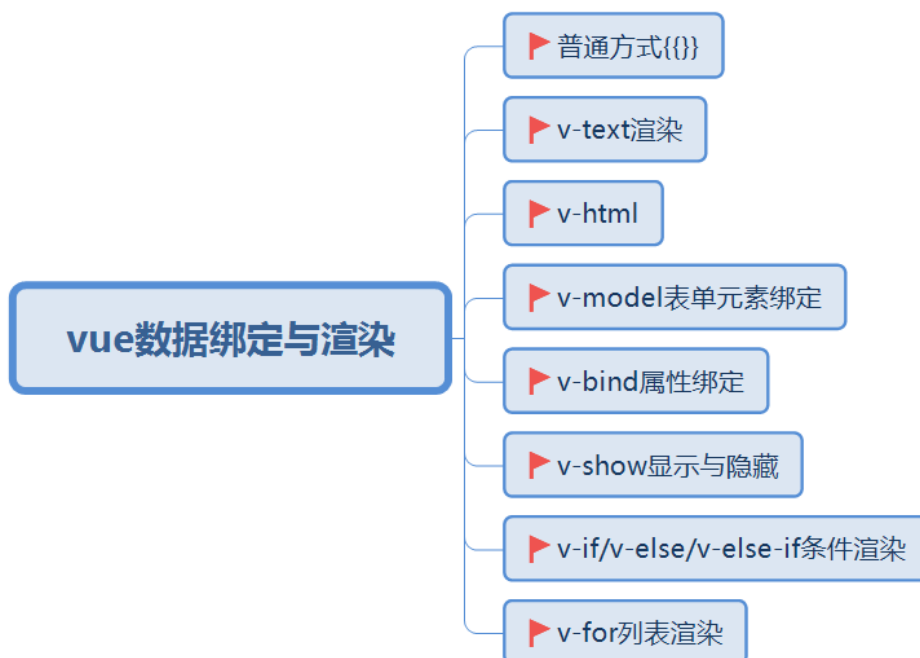 vue数据绑定与渲染
普通方式{{}}
v-text渲染
v-html
v-model表单元素绑定
v-bind属性绑定
v-show显示与隐藏
v-if/v-else/v-else-if条件渲染
v-for列表渲染